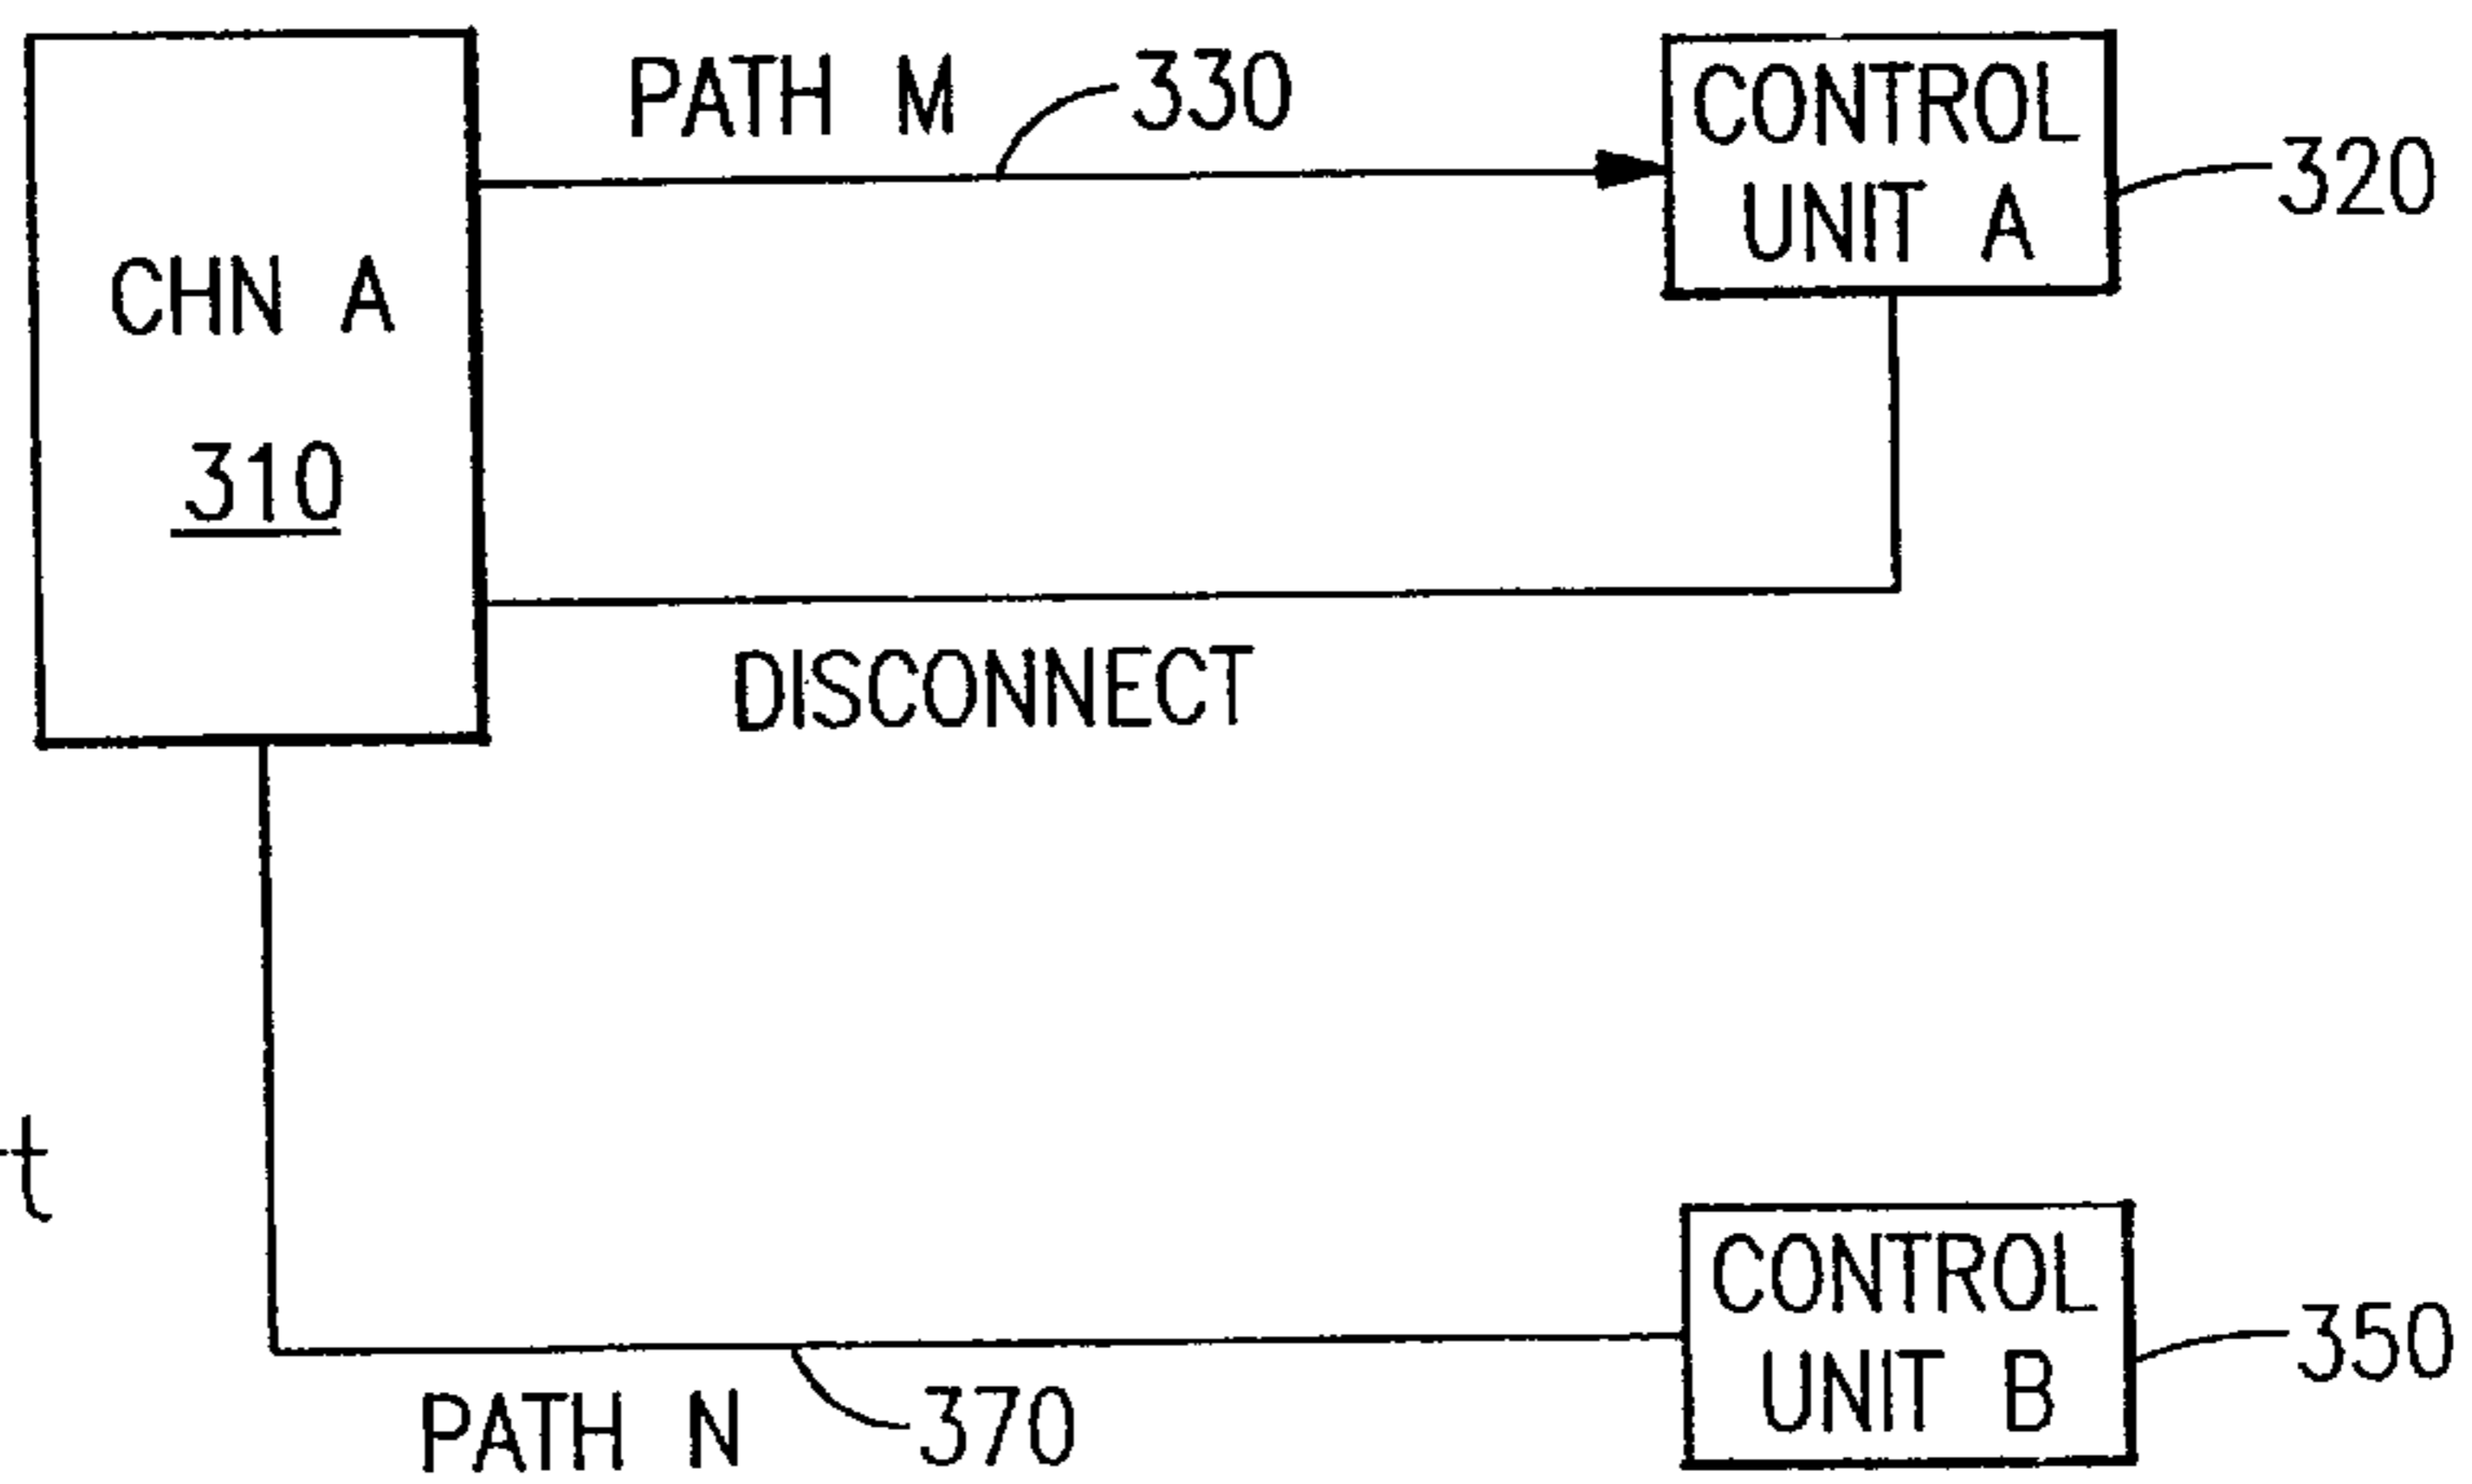 PATH M
330
CONTROL
UNIT A
320
CHN A
310
DISCONNECT
CONTROL
UNIT B
350
PATH N
370